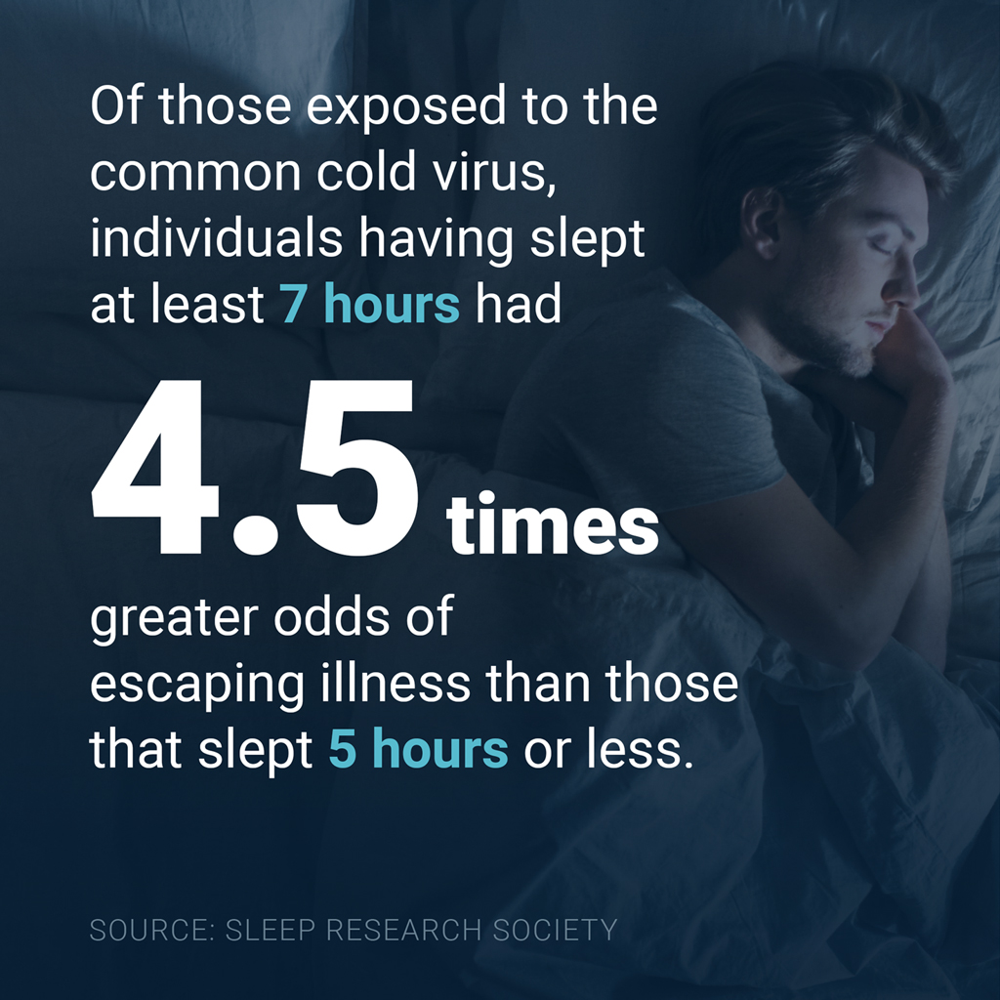 Of those exposed to the
common cold virus,
individuals having slept
at least 7 hours had
4.5 times
greater odds of
escaping illness than those
that slept 5 hours or less.
SOURCE: SLEEP RESEARCH SOCIETY